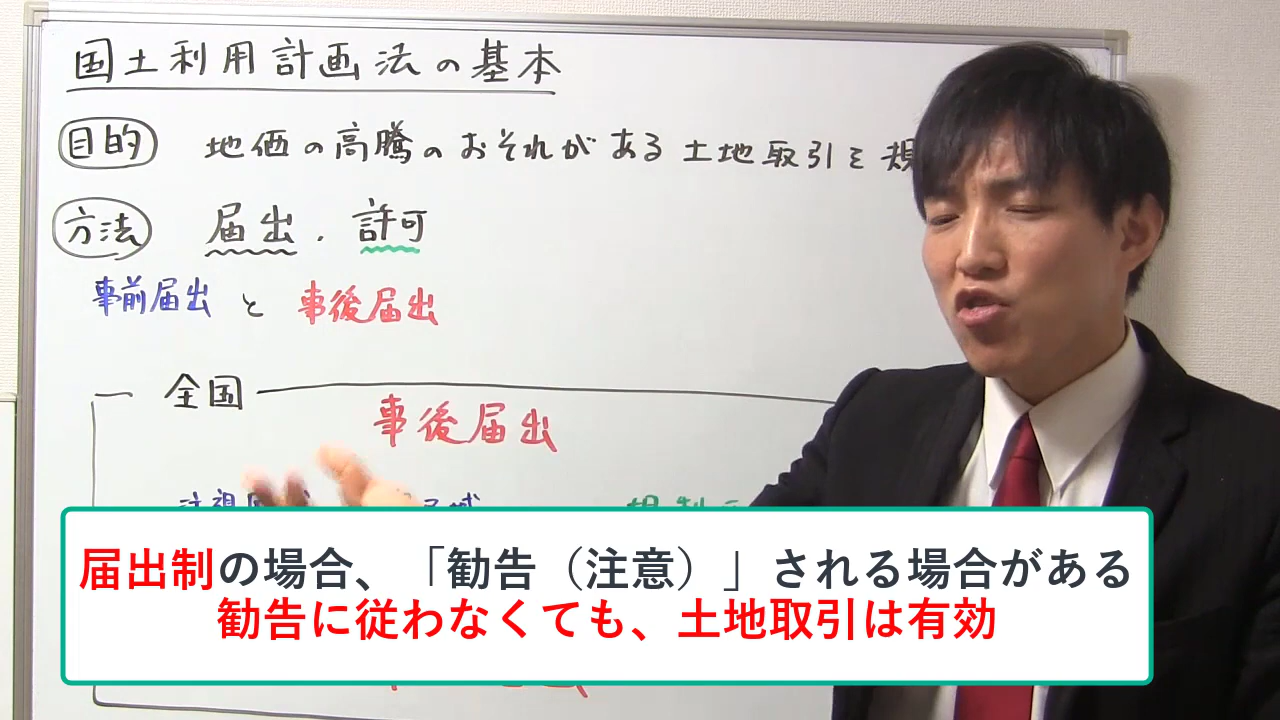 国土利用計画法の基本
目的 地価の高騰のおそれがある土地取引を規
方法 届出、許可
事前届出と事後届出
全国
事後届出
届出制の場合、「勧告(注意)」される場合がある
勧告に従わなくても、土地取引は有効